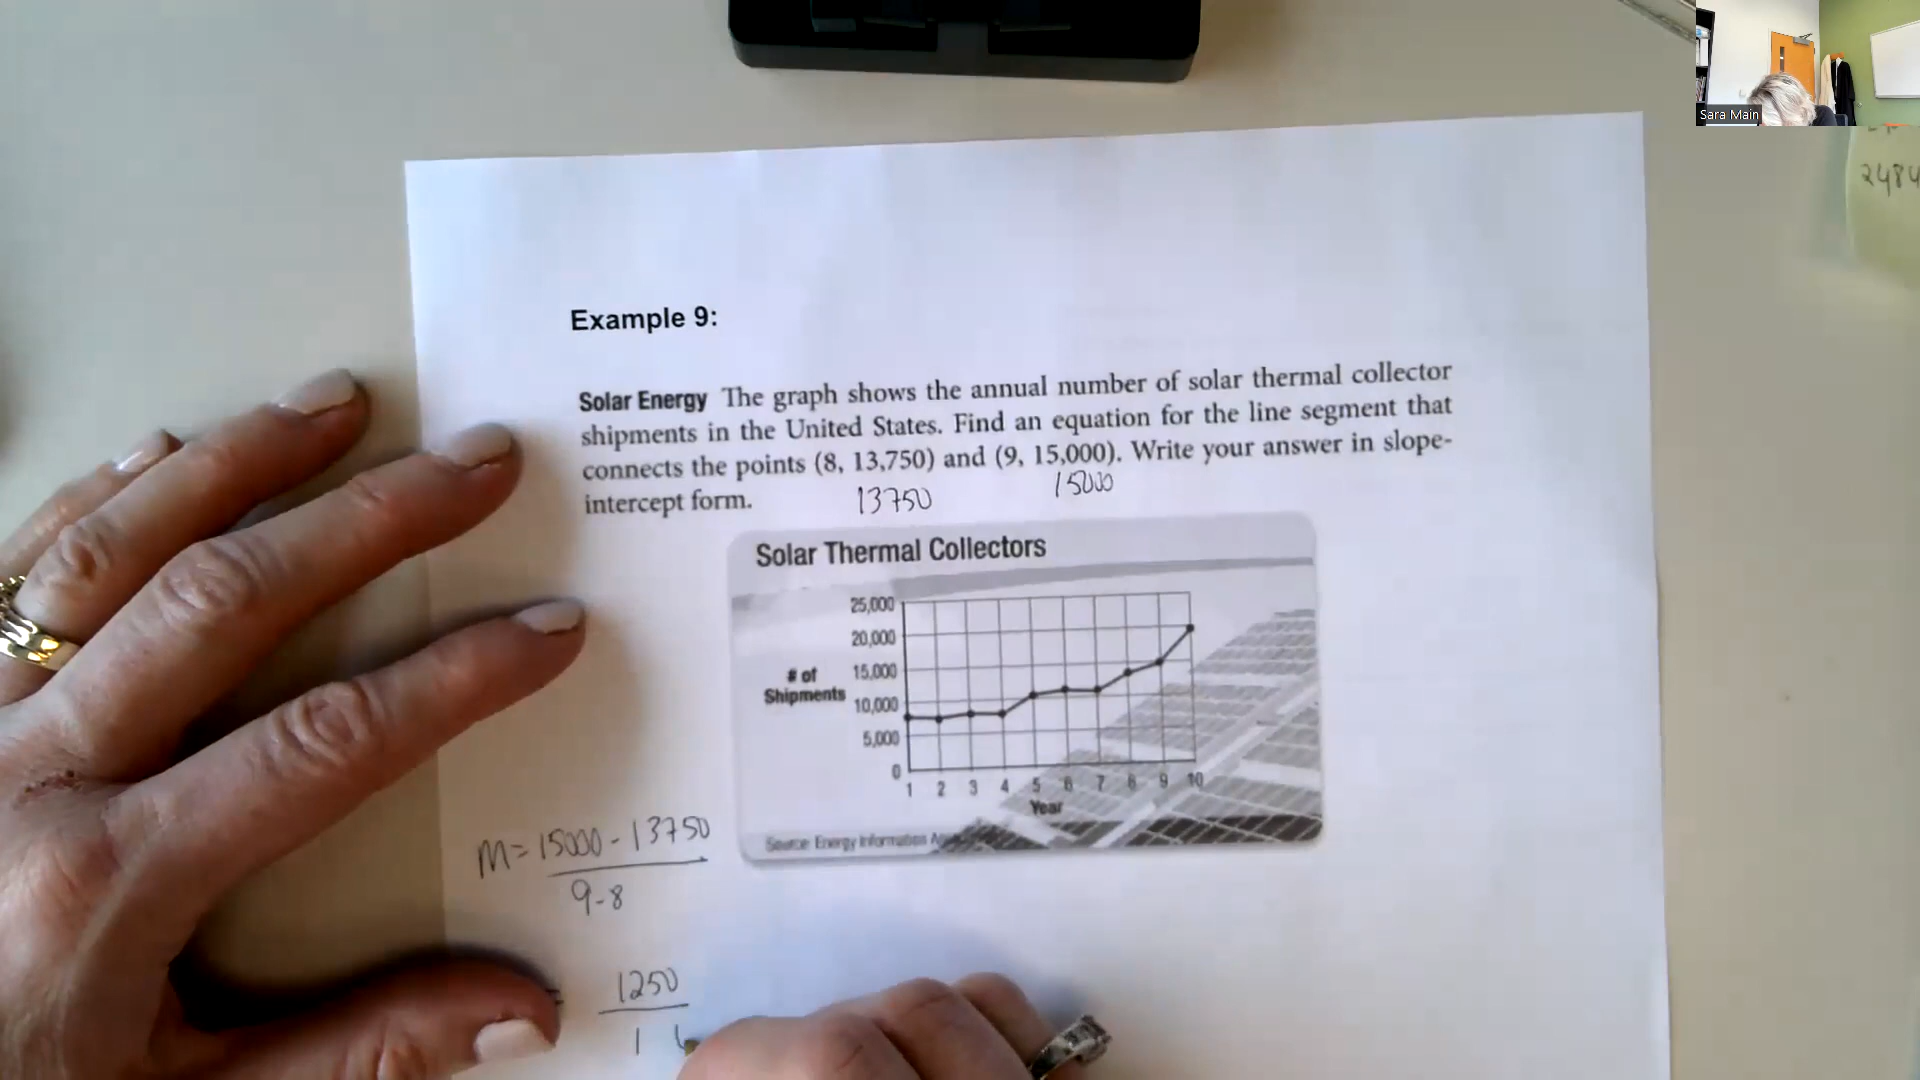 Sara Main
2484
Example 9:
Solar Energy The graph shows the annual number of solar thermal collector
shipments in the United States. Find an equation for the line segment that
connects the points (8, 13,750) and (9, 15,000). Write your answer in slope-
intercept form.
13750
15000
Solar Thermal Collectors
25,000
20,000
15,000
10,000
5,000
0
# of
Shipments
1 2 3 4 5 6 7 8 9 10
Year
Source: Energy Information
m = 15000 - 13750
9-8
= 1250
1